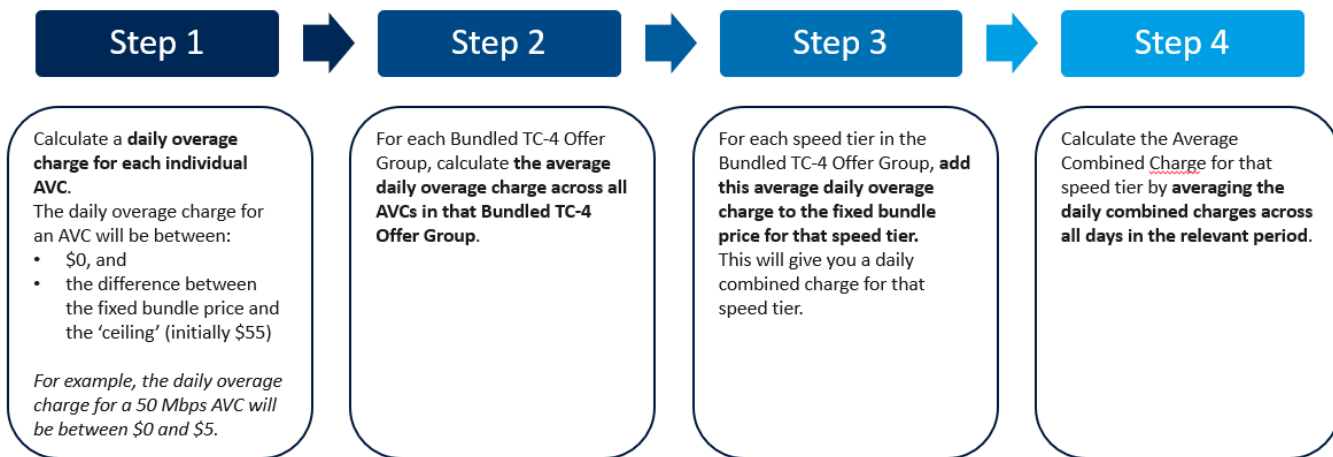 Step 1
Step 2
Step 3
Step 4
Calculate a daily overage
charge for each individual
AVC.
The daily overage charge for
an AVC will be between:
• $0, and
• the difference between
the fixed bundle price and
the ‘ceiling’ (initially $55)
For example, the daily overage
charge for a 50 Mbps AVC will
be between $0 and $5.
For each Bundled TC-4 Offer
Group, calculate the average
daily overage charge across all
AVCs in that Bundled TC-4
Offer Group.
For each speed tier in the
Bundled TC-4 Offer Group, add
this average daily overage
charge to the fixed bundle
price for that speed tier.
This will give you a daily
combined charge for that
speed tier.
Calculate the Average
Combined Charge for that
speed tier by averaging the
daily combined charges across
all days in the relevant period.